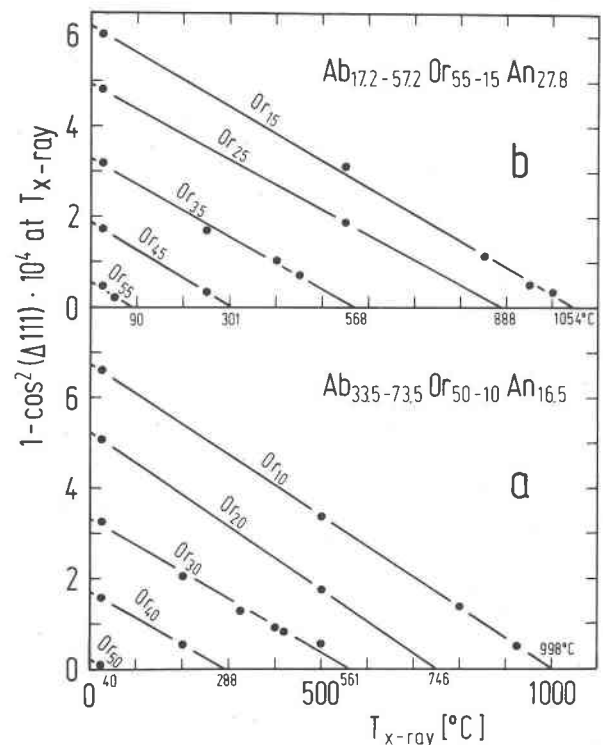 6
Ab17.2-57.2 Or55-15 An27.8
Or15
4
Or25
b
Or35
2
Or45
Or55
0
90 301 568 888 1054°C
1-cos²(Δ111)·10⁴ at Tx-ray
Ab33.5-73.5 Or50-10 An16.5
6
Or10
a
4
Or20
Or30
2
Or40
998°C
Or50
0
0 40 288 500 561 746 1000
Tx-ray [°C]